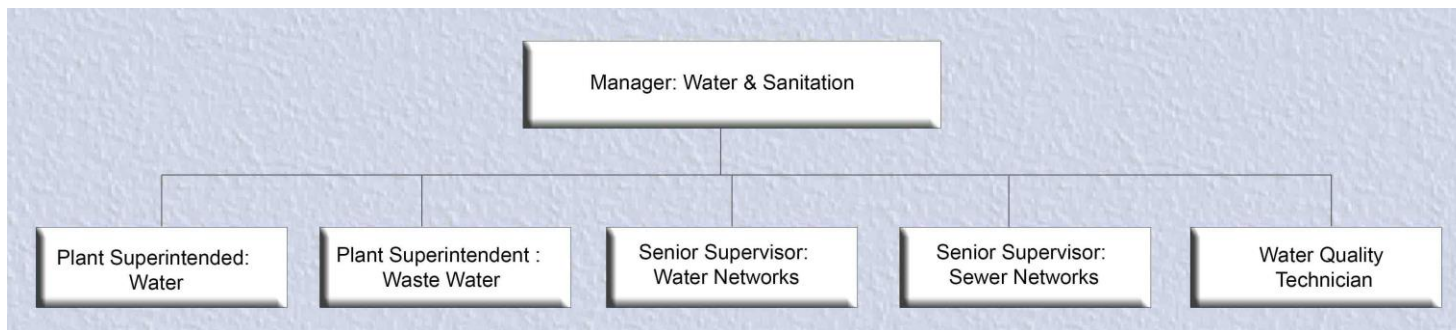 Manager: Water & Sanitation
Plant Superintended:
Water
Plant Superintendent :
Waste Water
Senior Supervisor:
Water Networks
Senior Supervisor:
Sewer Networks
Water Quality
Technician